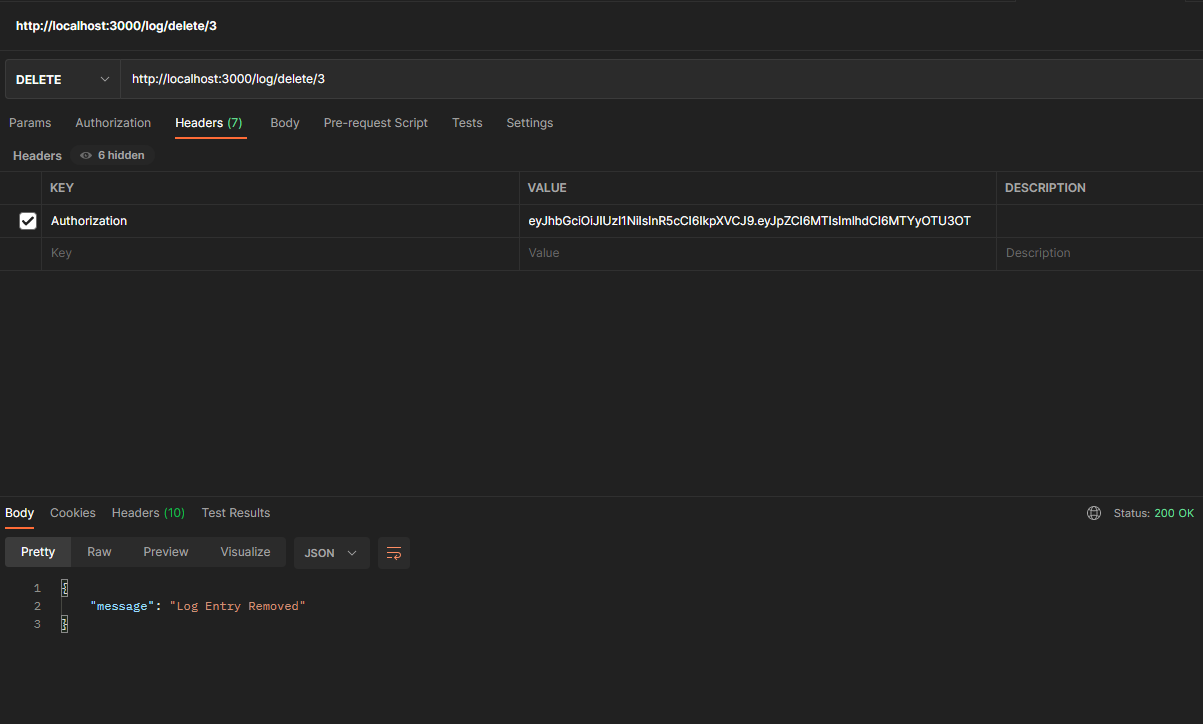 http://localhost:3000/log/delete/3
DELETE http://localhost:3000/log/delete/3
Params Authorization Headers (7) Body Pre-request Script Tests Settings
Headers 6 hidden
KEY VALUE DESCRIPTION
Authorization eyJhbGciOiJIUzI1NiIsInR5cCI6IkpXVCJ9.eyJpZCI6MTIsImlhdCI6MTYyOTU3OT
Key Value Description
Body Cookies Headers (10) Test Results Status: 200 OK
Pretty Raw Preview Visualize JSON
1 {
2 "message": "Log Entry Removed"
3 }